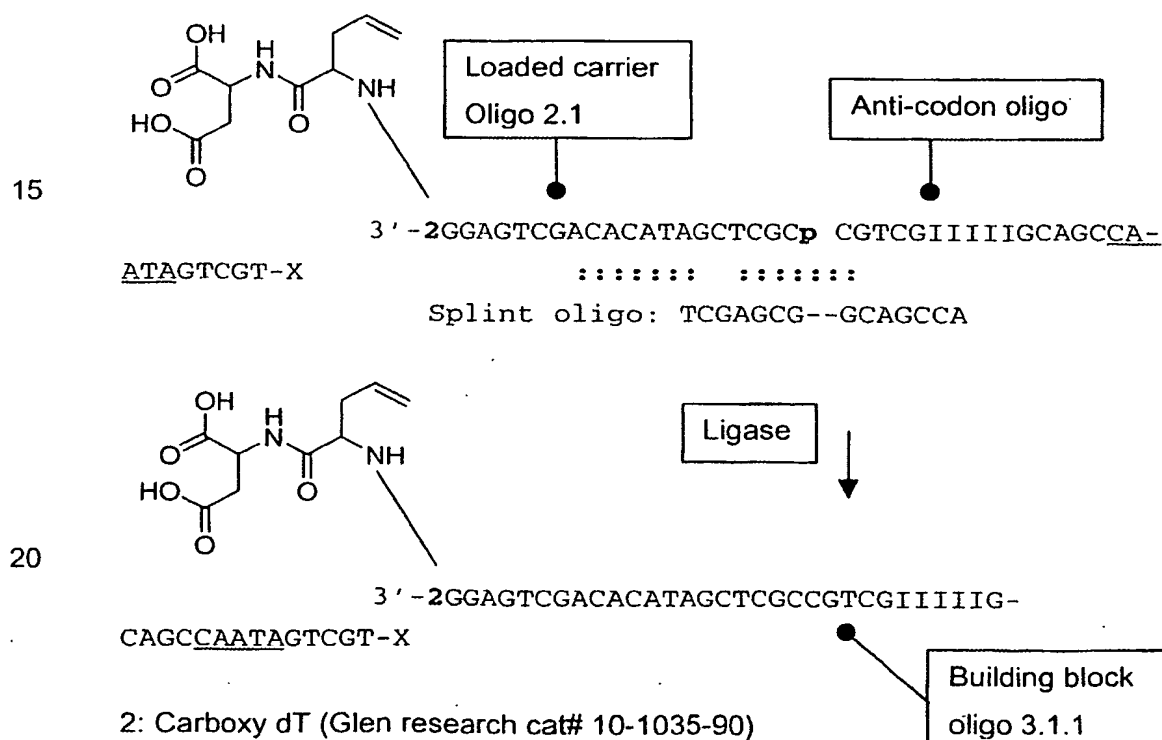 OH
O
H
N
O
NH
HO
O
Loaded carrier
Oligo 2.1
Anti-codon oligo
15
3'-2GGAGTCGACACATAGCTCGCp CGTCGIIIIIGCAGCCA-
ATAGTCGT-X
::::::: :::::::
Splint oligo: TCGAGCG--GCAGCCA
OH
O
H
N
O
NH
HO
O
Ligase
20
3'-2GGAGTCGACACATAGCTCGCCGTCGIIIIIG-
CAGCCAATAGTCGT-X
Building block
oligo 3.1.1
2: Carboxy dT (Glen research cat# 10-1035-90)